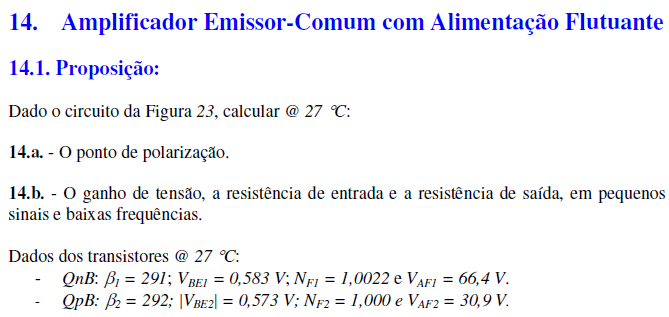 14. Amplificador Emissor-Comum com Alimentação Flutuante
14.1. Proposição:
Dado o circuito da Figura 23, calcular @ 27 ℃:
14.a. - O ponto de polarização.
14.b. - O ganho de tensão, a resistência de entrada e a resistência de saída, em pequenos
sinais e baixas frequências.
Dados dos transistores @ 27 ℃:
- QnB: β1 = 291; VBE1 = 0,583 V; NF1 = 1,0022 e VAF1 = 66,4 V.
- QpB: β2 = 292; |VBE2| = 0,573 V; NF2 = 1,000 e VAF2 = 30,9 V.